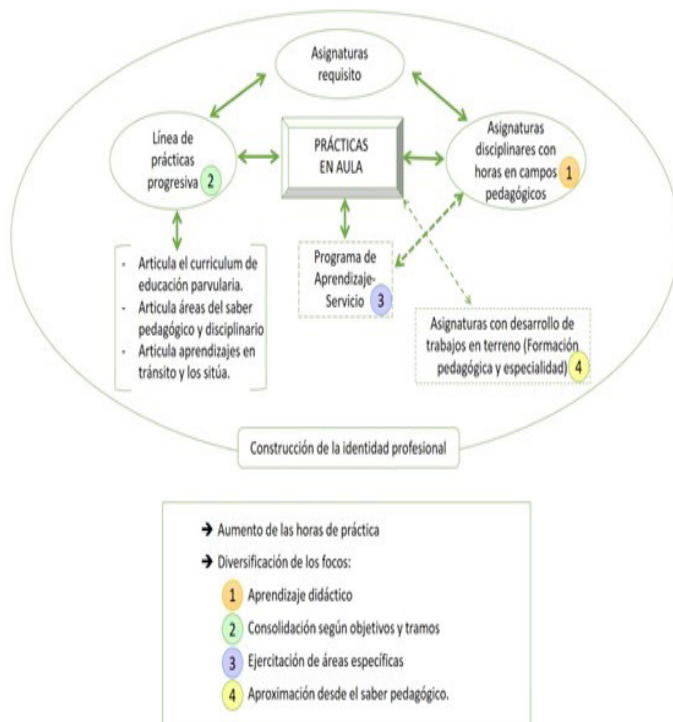 Asignaturas
requisito
Línea de
prácticas
progresiva
2
PRÁCTICAS
EN AULA
Asignaturas
disciplinares con
horas en campos
pedagógicos
1
- Articula el curriculum de
educación parvularia.
- Articula áreas del saber
pedagógico y disciplinario
- Articula aprendizajes en
tránsito y los sitúa.
Programa de
Aprendizaje-
Servicio
3
Asignaturas con desarrollo de
trabajos en terreno (Formación
pedagógica y especialidad)
4
Construcción de la identidad profesional
➔ Aumento de las horas de práctica
➔ Diversificación de los focos:
1 Aprendizaje didáctico
2 Consolidación según objetivos y tramos
3 Ejercitación de áreas específicas
4 Aproximación desde el saber pedagógico.